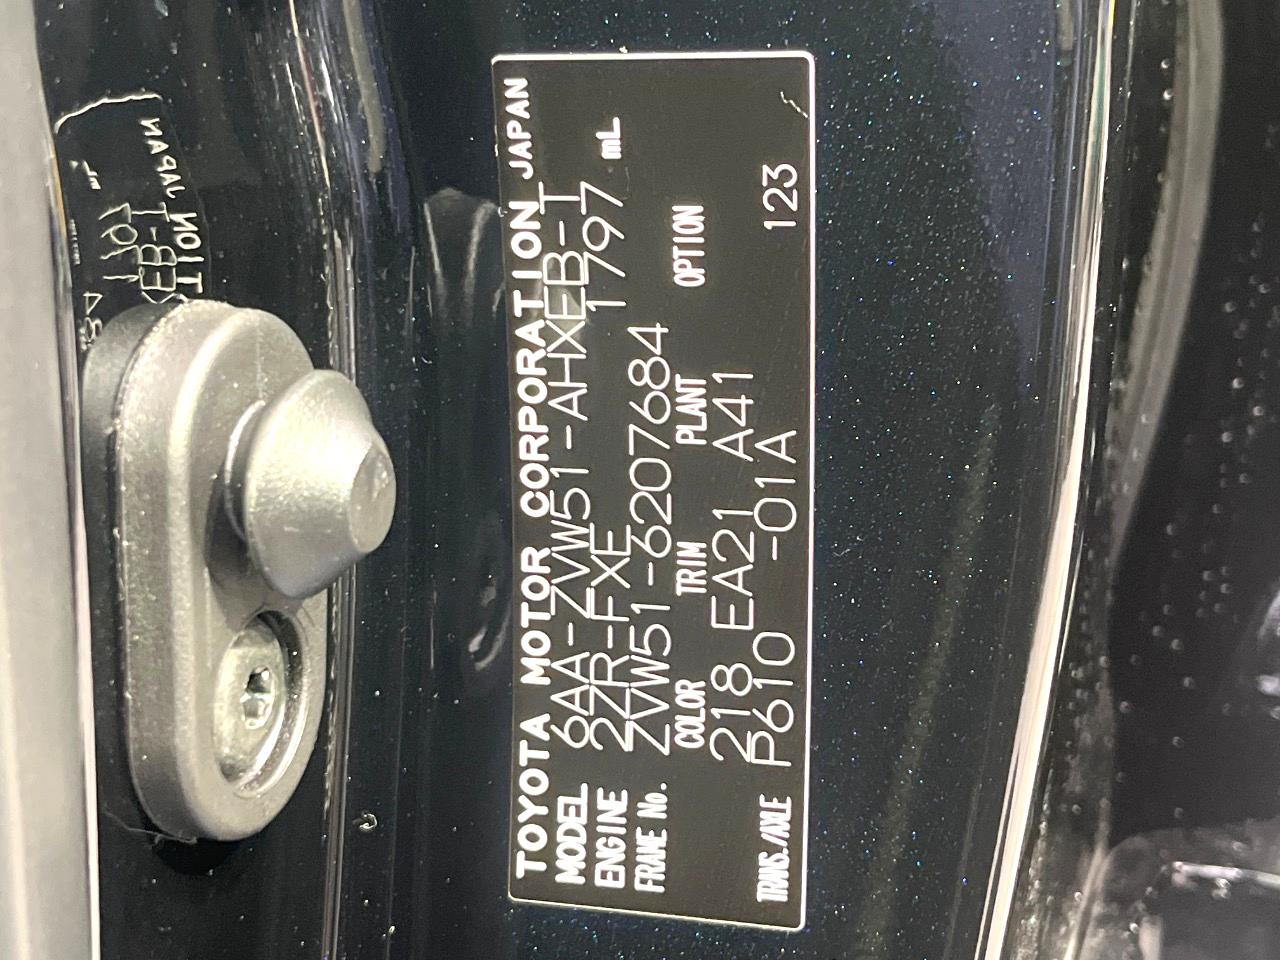 TOYOTA MOTOR CORPORATION JAPAN
MODEL 6AA-ZVW51-AHXEB-T
ENGINE 2ZR-FXE 1797 mL
FRAME No. ZVW51-6207684
COLOR TRIM PLANT OPTION
218 EA21 A41
TRANS./AXLE P610 -01A 123